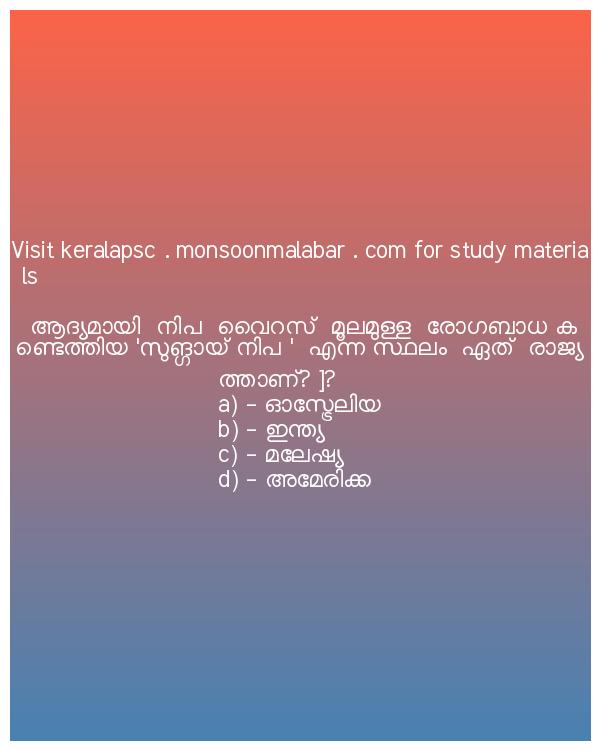 Visit keralapsc . monsoonmalabar . com for study materia
ls
ആദ്യമായി നിപ വൈറസ് മൂലമുള്ള രോഗബാധ ക
ണ്ടെത്തിയ 'സുങ്ഗായ് നിപ ' എന്ന സ്ഥലം ഏത് രാജ്യ
ത്താണ്? ]?
a) - ഓസ്ട്രേലിയ
b) - ഇന്ത്യ
c) - മലേഷ്യ
d) - അമേരിക്ക